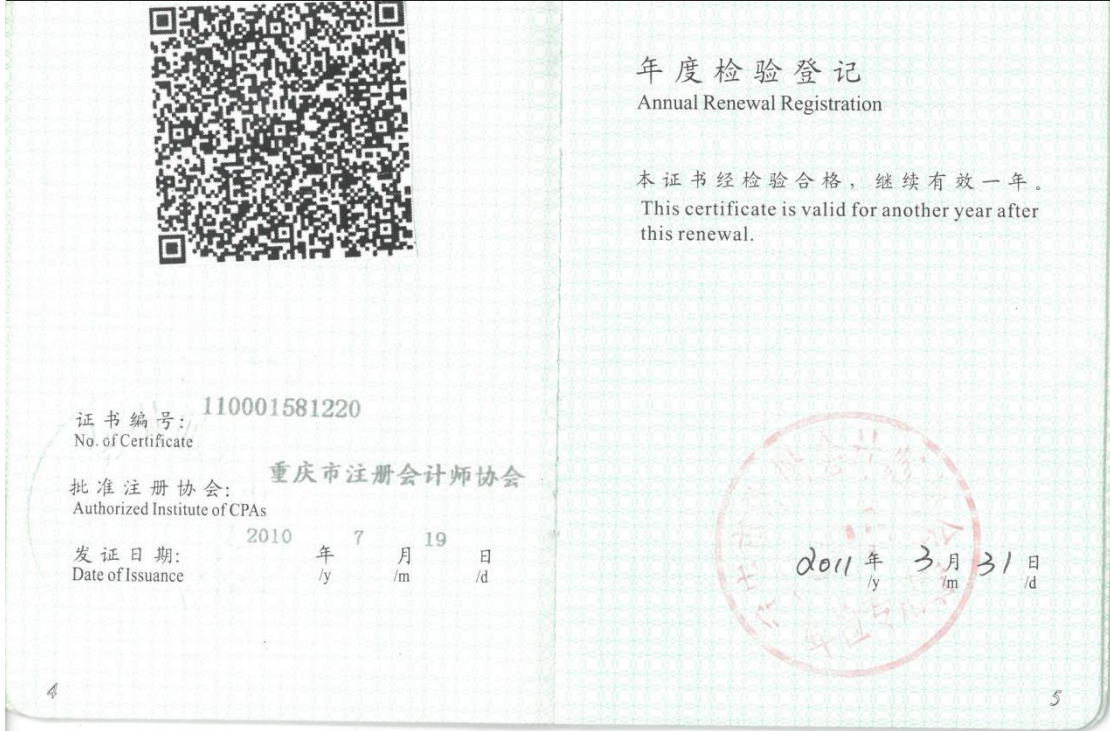 证书编号: 110001581220
No. of Certificate
批准注册协会: 重庆市注册会计师协会
Authorized Institute of CPAs
发证日期: 2010 年 7 月 19 日
Date of Issuance /y /m /d
4
年度检验登记
Annual Renewal Registration
本证书经检验合格，继续有效一年。
This certificate is valid for another year after
this renewal.
2011 年 3 月 31 日
/y /m /d
5